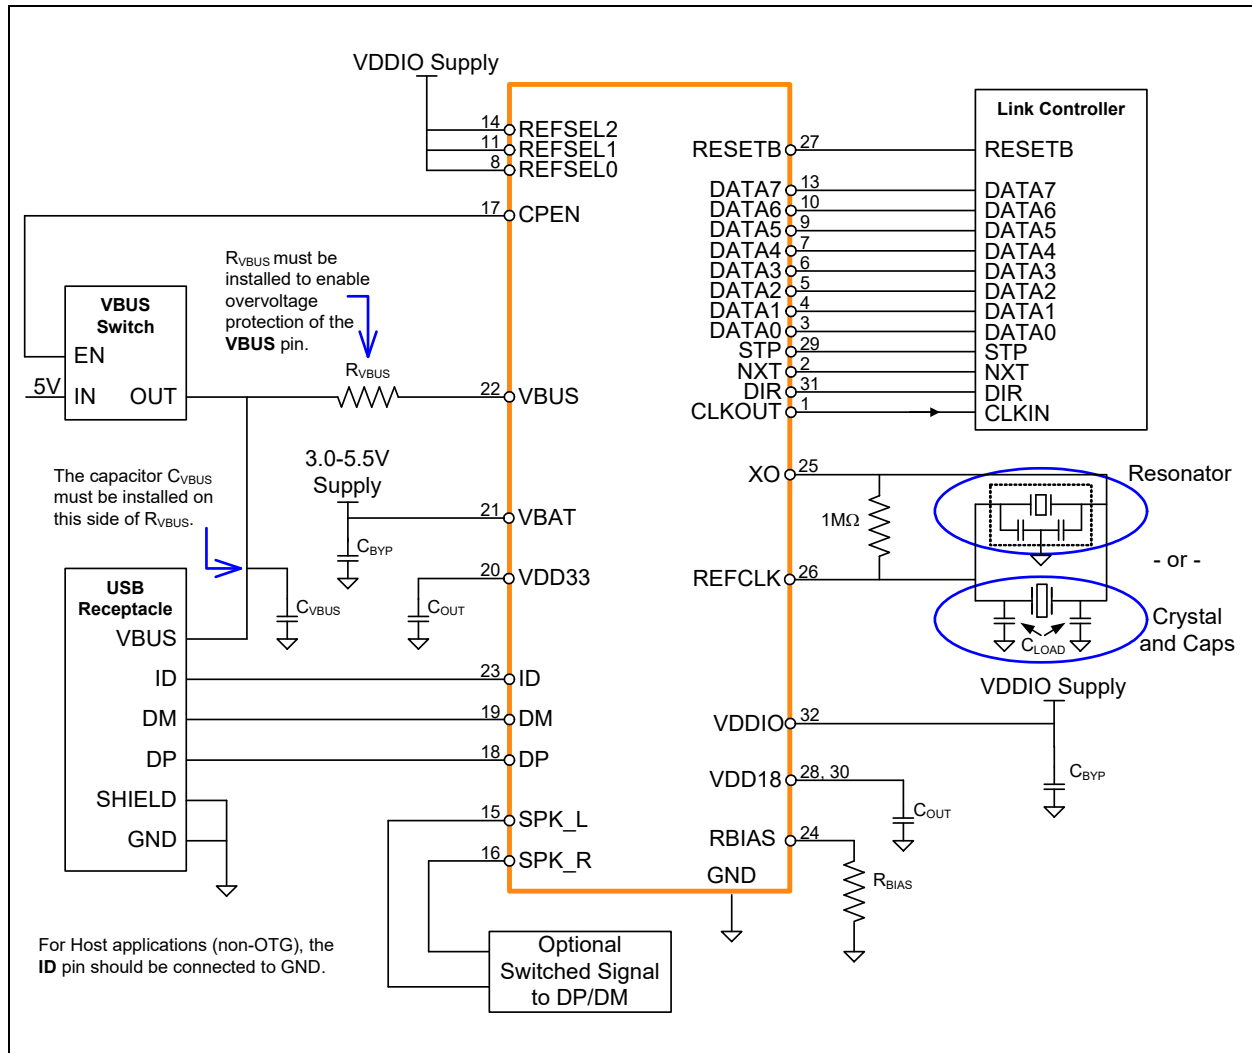 VDDIO Supply
14
REFSEL2
11
REFSEL1
8
REFSEL0
17
CPEN
RVBUS must be
installed to enable
overvoltage
protection of the
VBUS pin.
VBUS
Switch
EN
5V
IN
OUT
RVBUS
22
VBUS
The capacitor CVBUS
must be installed on
this side of RVBUS.
3.0-5.5V
Supply
21
VBAT
CBYP
20
VDD33
COUT
CVBUS
USB
Receptacle
VBUS
ID
23
ID
DM
19
DM
DP
18
DP
SHIELD
GND
15
SPK_L
16
SPK_R
GND
Optional
Switched Signal
to DP/DM
For Host applications (non-OTG), the
ID pin should be connected to GND.
Link Controller
RESETB
27
RESETB
DATA7
13
DATA7
DATA6
10
DATA6
DATA5
9
DATA5
DATA4
7
DATA4
DATA3
6
DATA3
DATA2
5
DATA2
DATA1
4
DATA1
DATA0
3
DATA0
STP
29
STP
NXT
2
NXT
DIR
31
DIR
CLKOUT
1
CLKIN
XO
25
Resonator
1MΩ
- or -
REFCLK
26
CLOAD
Crystal
and Caps
VDDIO Supply
VDDIO
32
CBYP
VDD18
28, 30
COUT
RBIAS
24
RBIAS